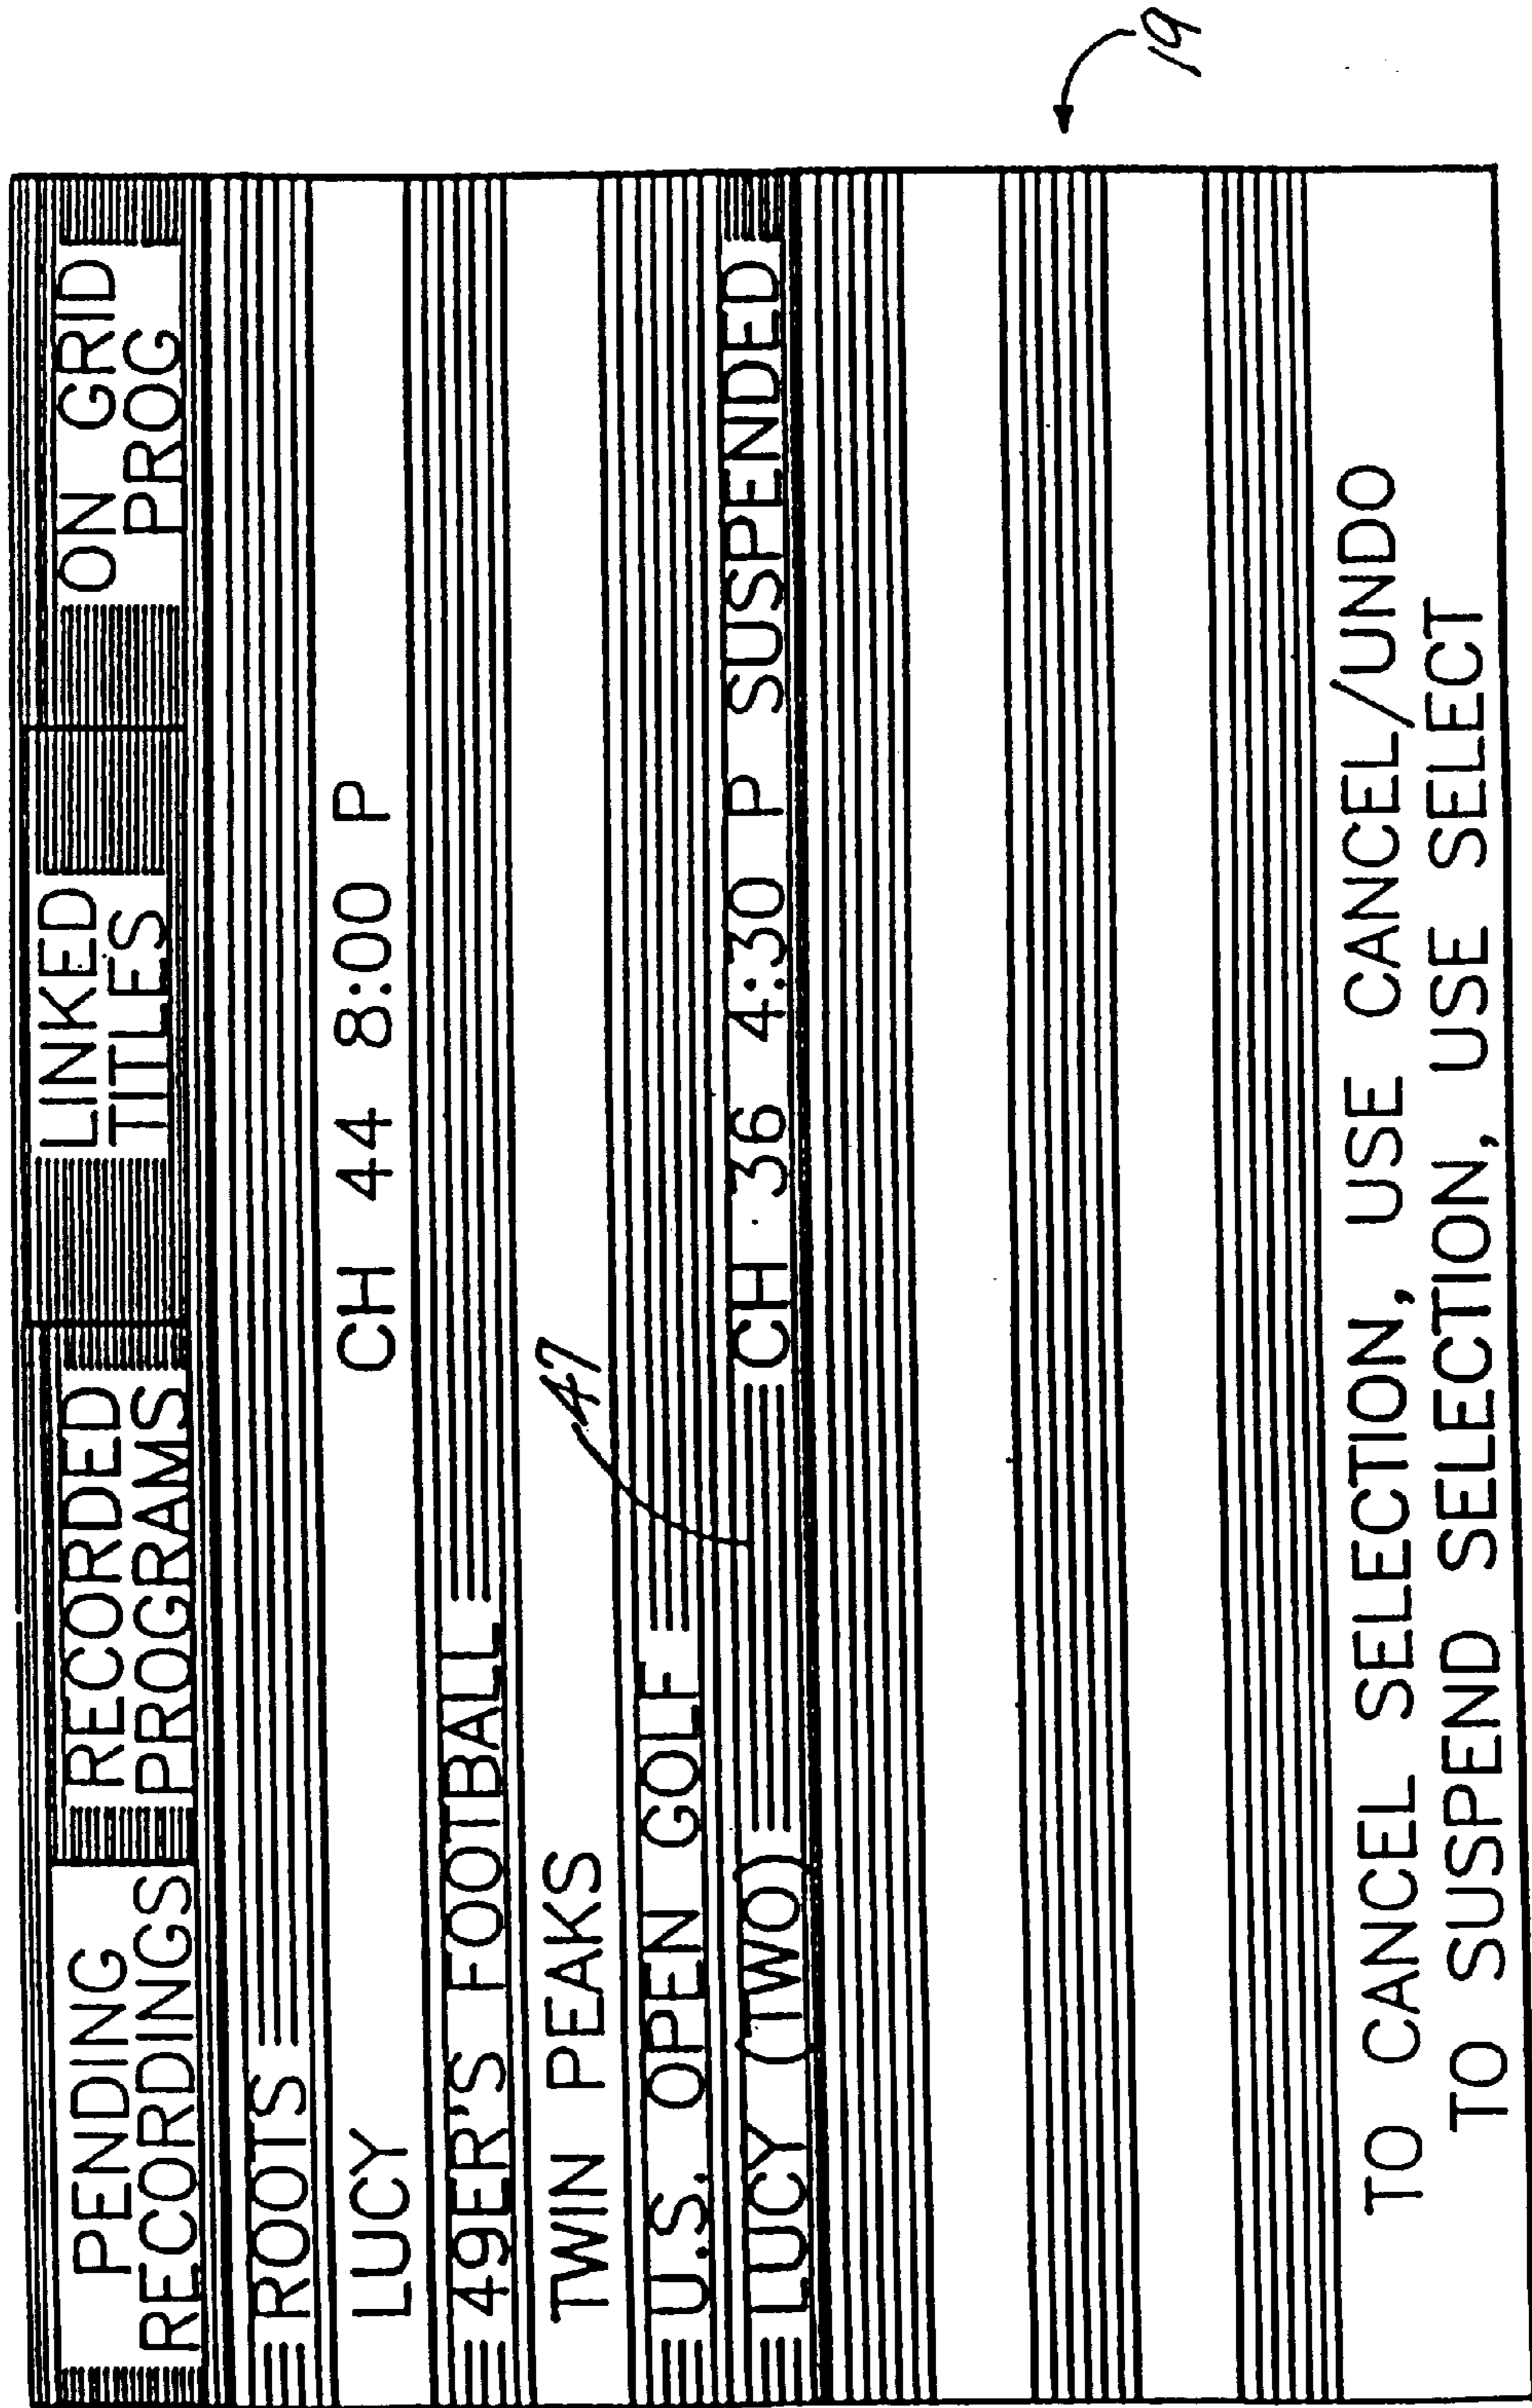 PENDING RECORDINGS RECORDED PROGRAMS LINKED TITLES ON GRID PROG
ROOTS
LUCY CH 44 8:00 P
49ER'S FOOTBALL
TWIN PEAKS
47
U.S. OPEN GOLF
LUCY (TWO) CH 36 4:30 P SUSPENDED
19
TO CANCEL SELECTION, USE CANCEL/UNDO
TO SUSPEND SELECTION, USE SELECT